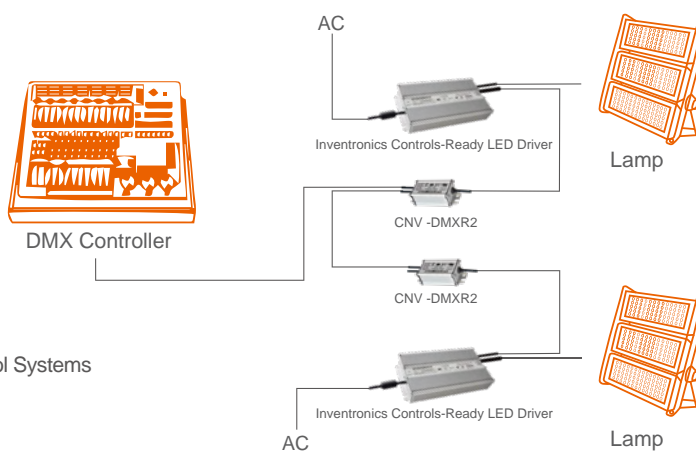 AC
Inventronics Controls-Ready LED Driver
Lamp
CNV -DMXR2
DMX Controller
CNV -DMXR2
ol Systems
Inventronics Controls-Ready LED Driver
AC
Lamp